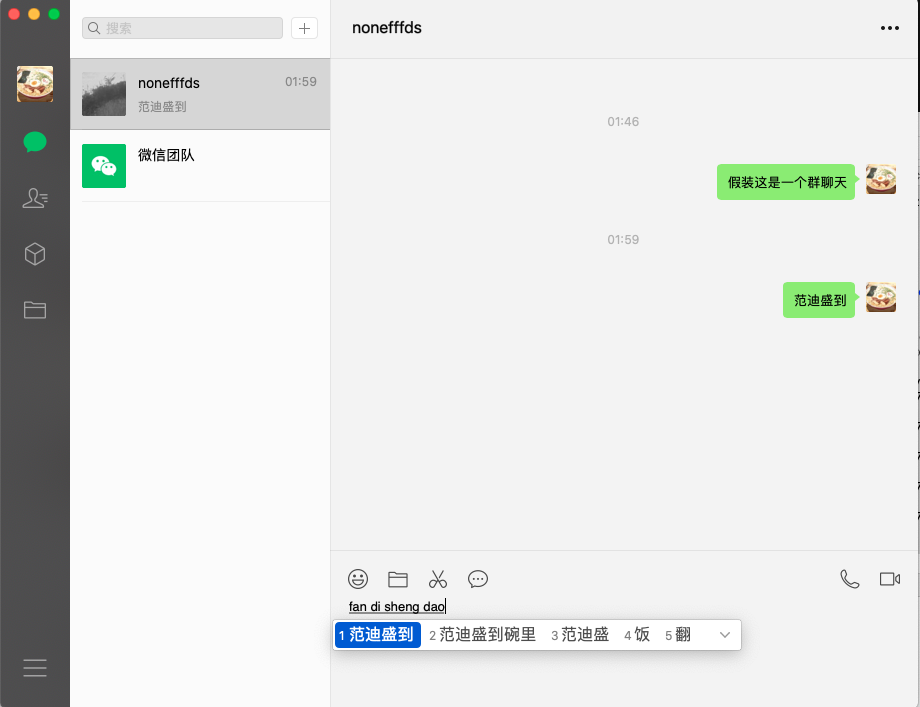 搜索
nonefffds
01:59
范迪盛到
微信团队
nonefffds
01:46
假装这是一个群聊天
01:59
范迪盛到
fan di sheng dao
1 范迪盛到 2 范迪盛到碗里 3 范迪盛 4 饭 5 翻